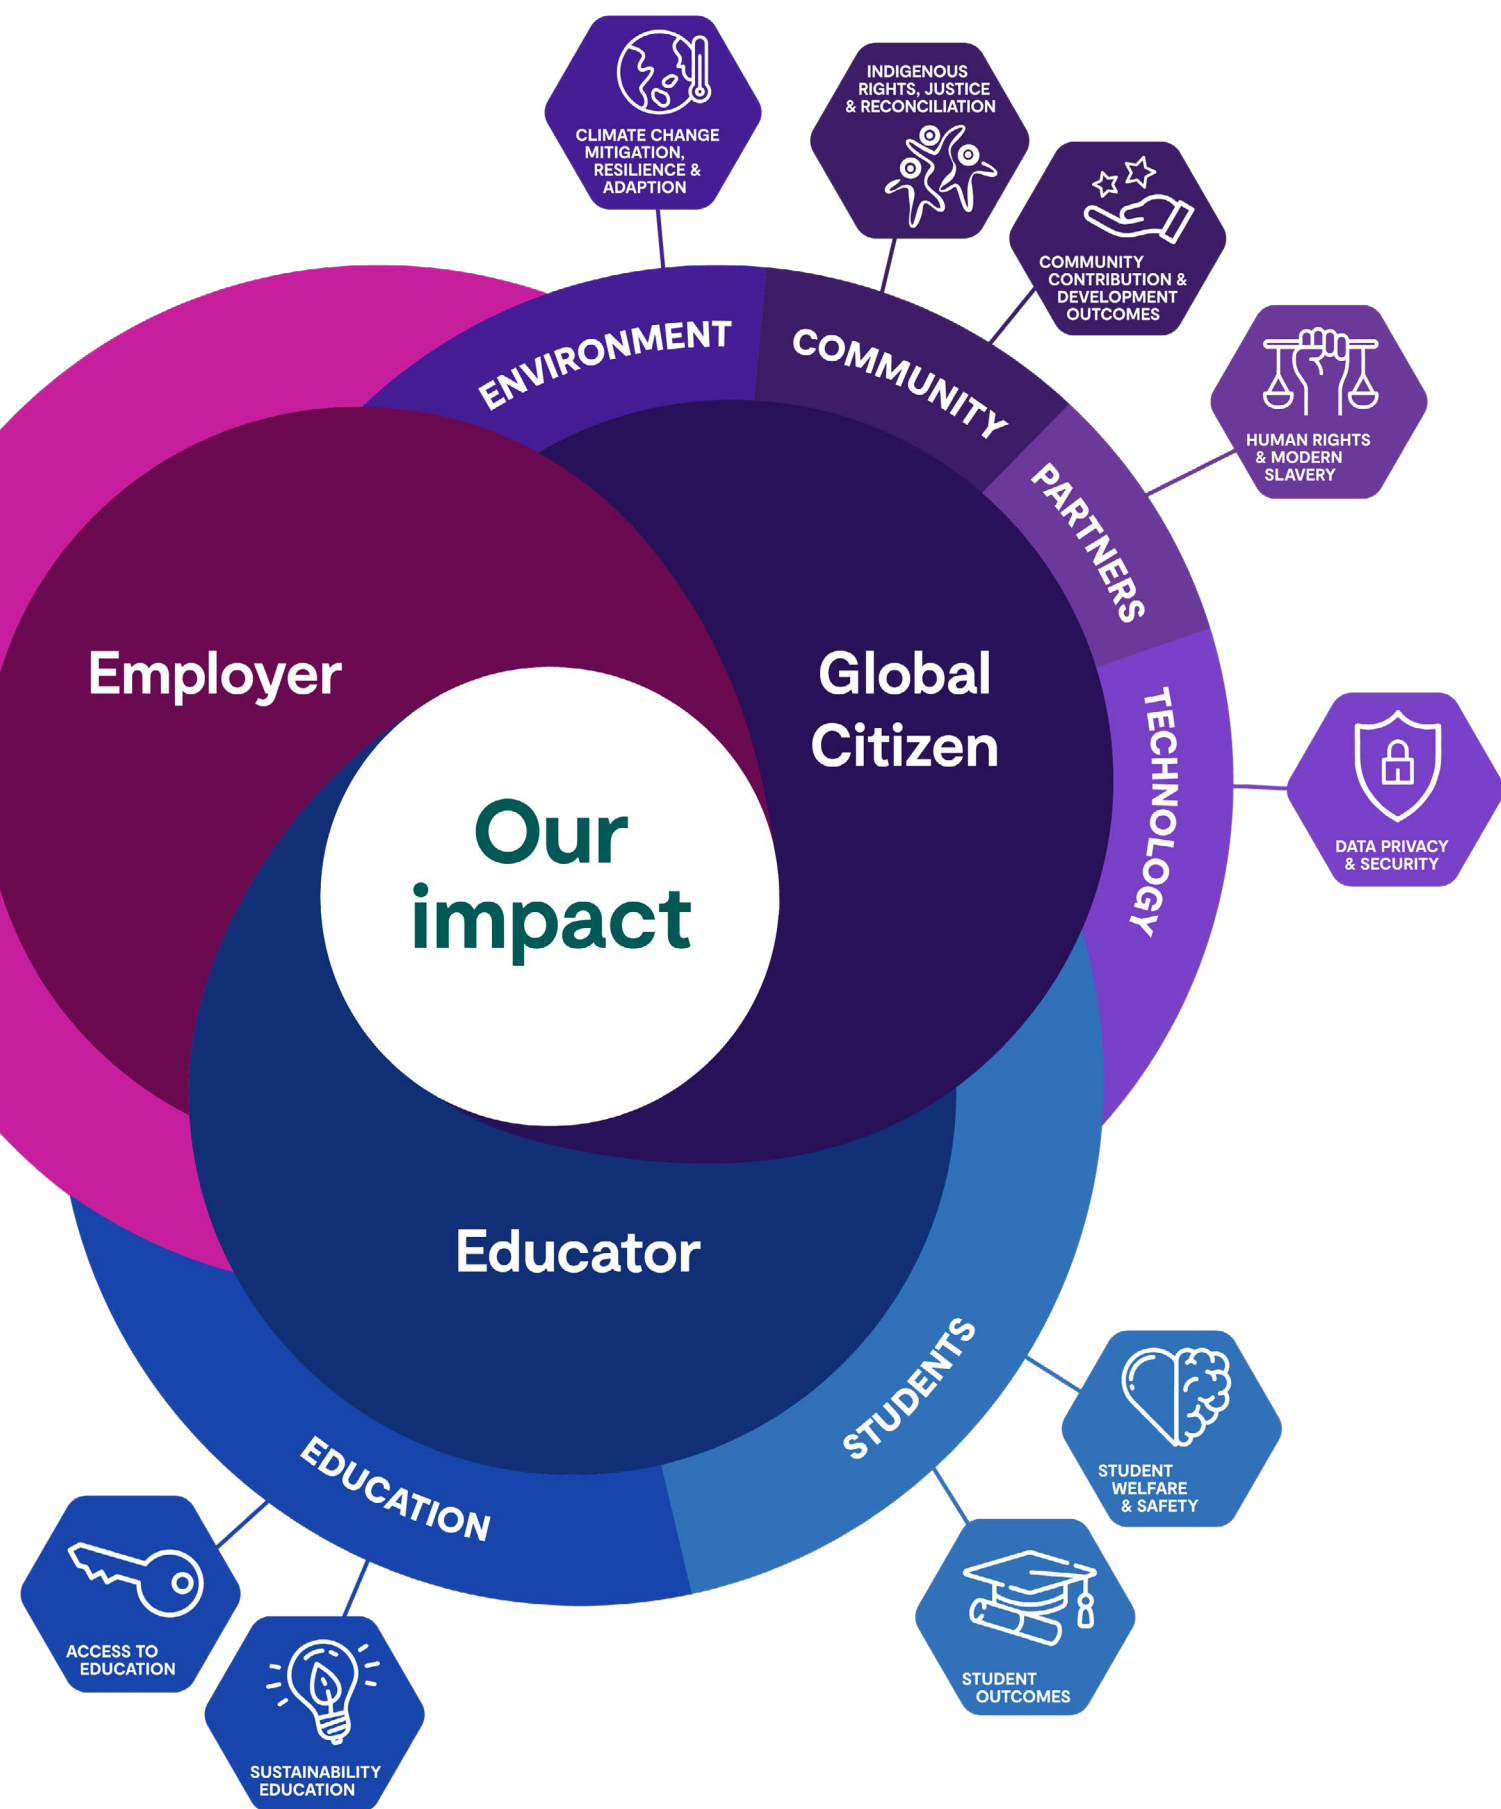 CLIMATE CHANGE
MITIGATION,
RESILIENCE &
ADAPTION
INDIGENOUS
RIGHTS, JUSTICE
& RECONCILIATION
COMMUNITY
CONTRIBUTION &
DEVELOPMENT
OUTCOMES
HUMAN RIGHTS
& MODERN
SLAVERY
ENVIRONMENT
COMMUNITY
PARTNERS
TECHNOLOGY
Employer
Global
Citizen
Our
impact
DATA PRIVACY
& SECURITY
Educator
STUDENTS
EDUCATION
STUDENT
WELFARE
& SAFETY
STUDENT
OUTCOMES
ACCESS TO
EDUCATION
SUSTAINABILITY
EDUCATION